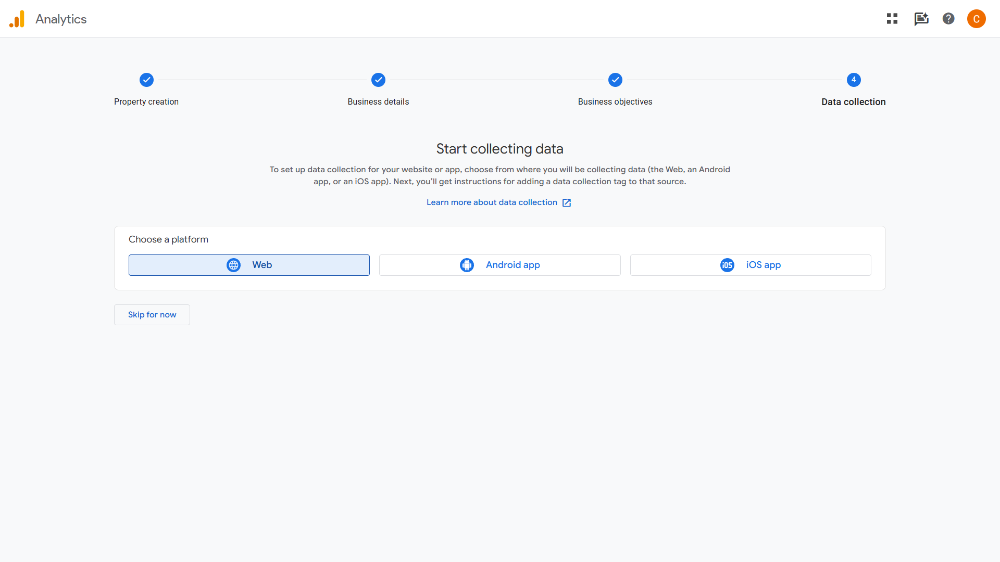 Analytics
C
4
Property creation
Business details
Business objectives
Data collection
Start collecting data
To set up data collection for your website or app, choose from where you will be collecting data (the Web, an Android
app, or an iOS app). Next, you’ll get instructions for adding a data collection tag to that source.
Learn more about data collection
Choose a platform
Web
Android app
iOS iOS app
Skip for now